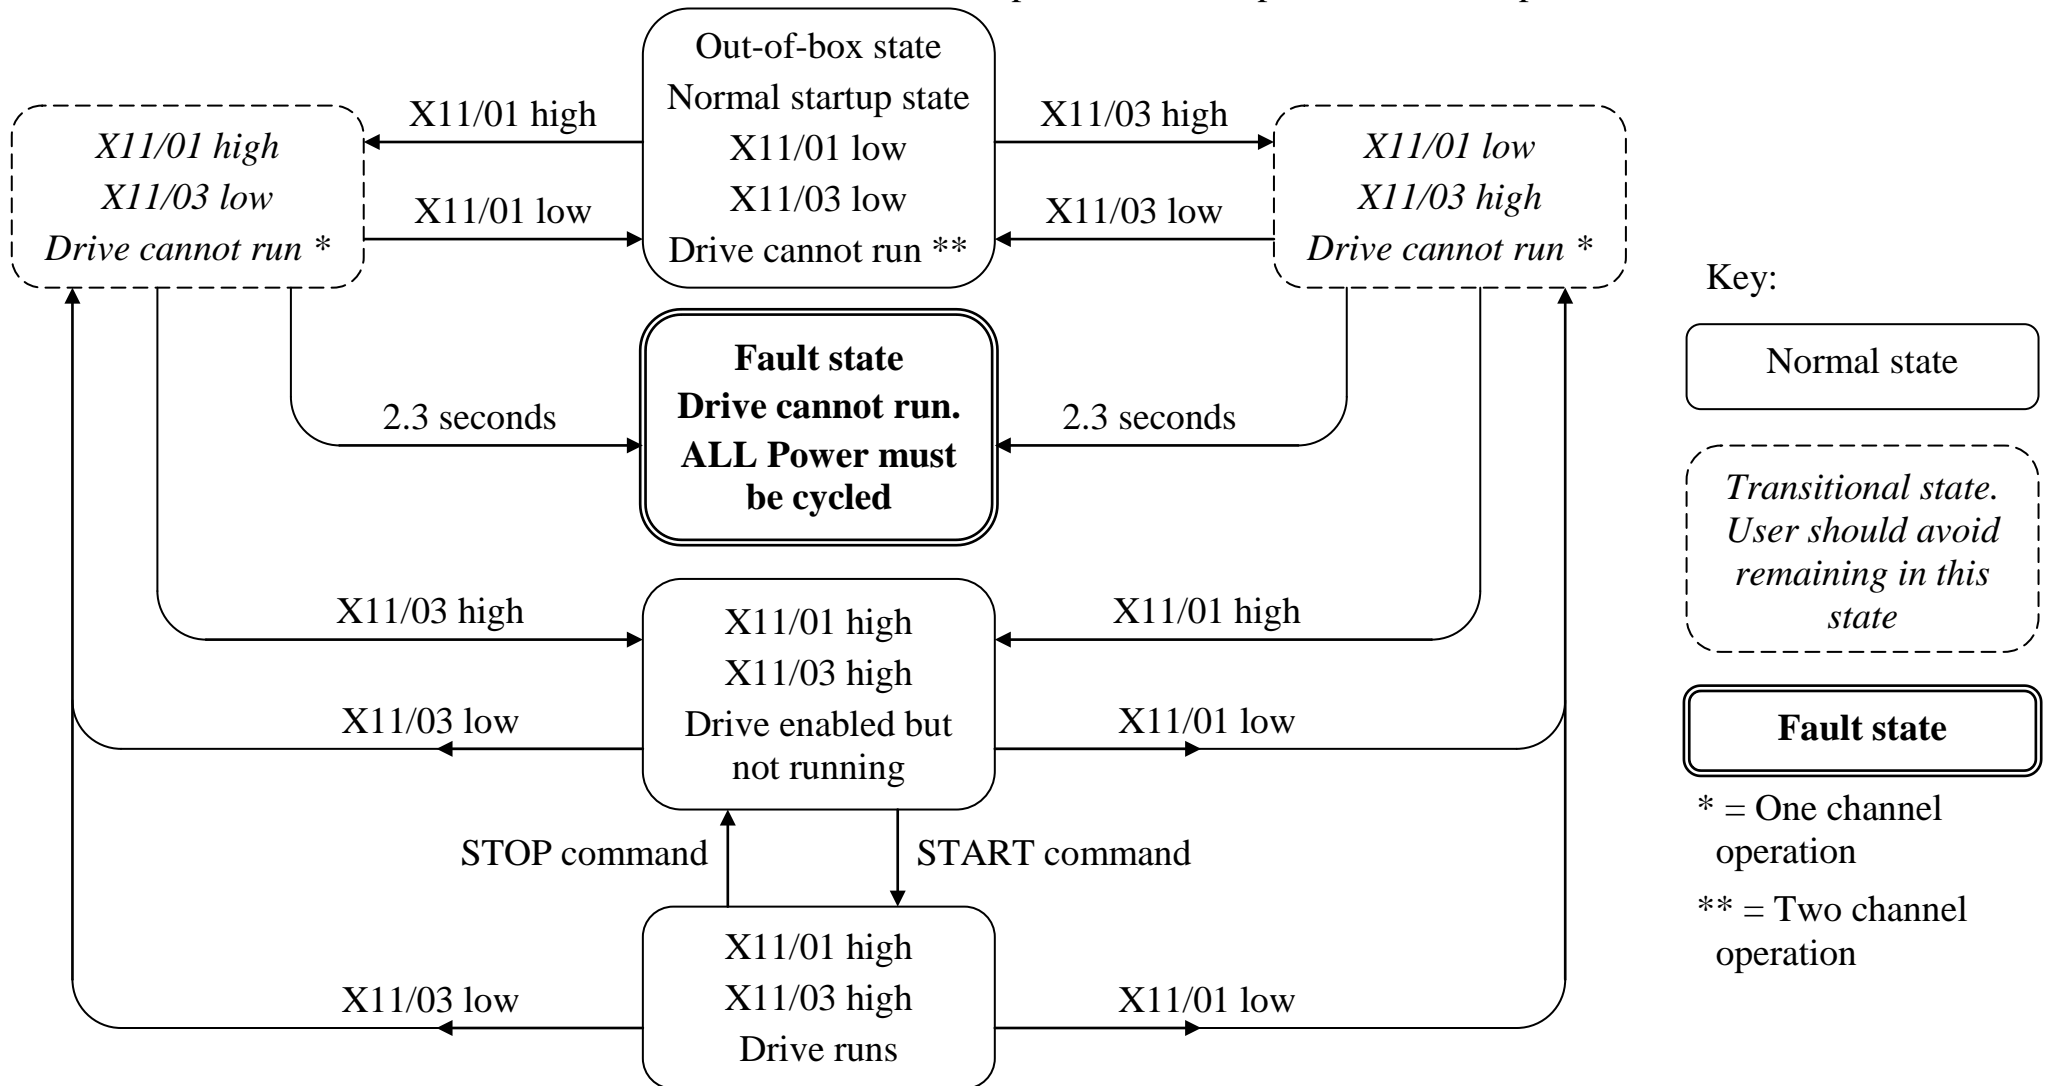 Out-of-box state
Normal startup state
X11/01 low
X11/03 low
Drive cannot run **
X11/01 high
X11/01 low
X11/03 high
X11/03 low
X11/01 high
X11/03 low
Drive cannot run *
X11/01 low
X11/03 high
Drive cannot run *
Fault state
Drive cannot run.
ALL Power must
be cycled
2.3 seconds
2.3 seconds
X11/03 high
X11/01 high
X11/01 high
X11/03 high
Drive enabled but
not running
X11/03 low
X11/01 low
STOP command
START command
X11/01 high
X11/03 high
Drive runs
X11/03 low
X11/01 low
Key:
Normal state
Transitional state.
User should avoid
remaining in this
state
Fault state
* = One channel
operation
** = Two channel
operation